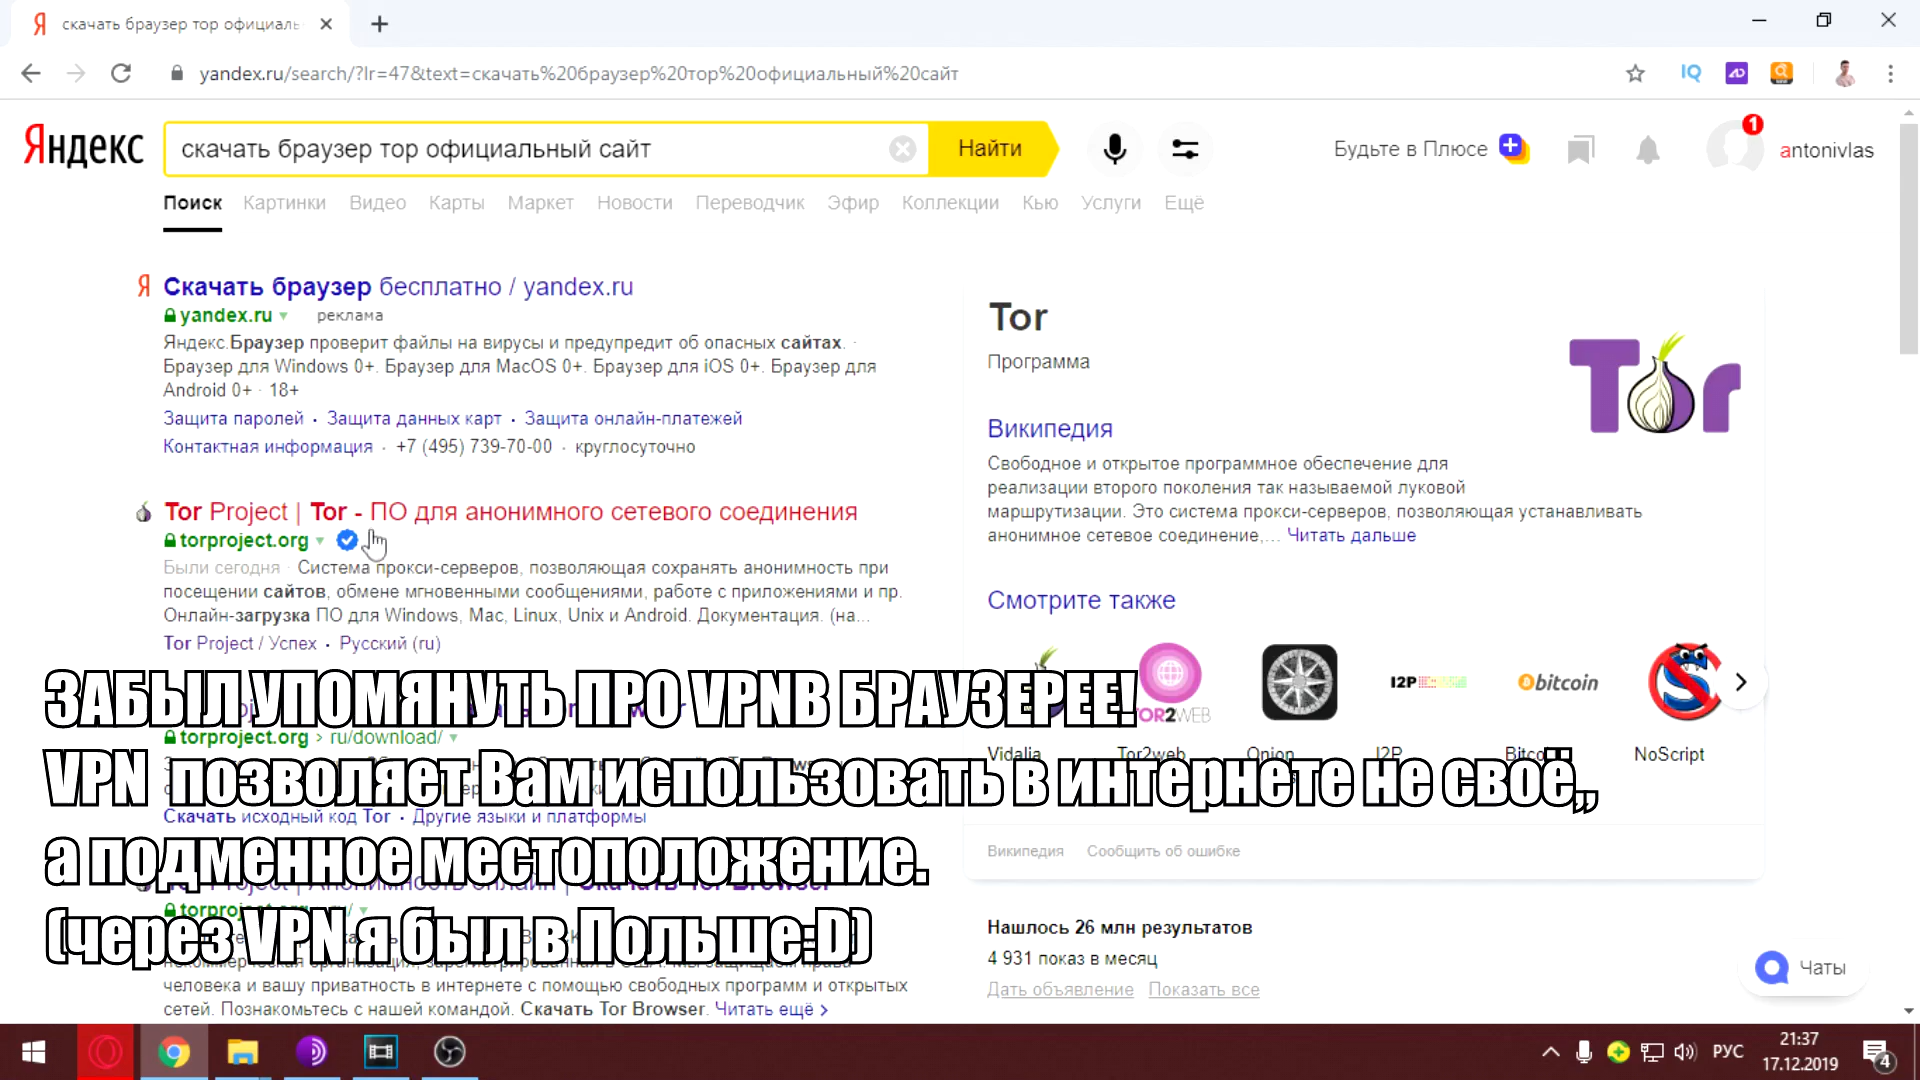 скачать браузер тор официаль
yandex.ru/search/?lr=47&text=скачать%20браузер%20тор%20официальный%20сайт
IQ
Яндекс
скачать браузер тор официальный сайт
Найти
Будьте в Плюсе
1
antonivlas
Поиск Картинки Видео Карты Маркет Новости Переводчик Эфир Коллекции Кью Услуги Ещё
Я Скачать браузер бесплатно / yandex.ru
yandex.ru реклама
Яндекс.Браузер проверит файлы на вирусы и предупредит об опасных сайтах. ·
Браузер для Windows 0+. Браузер для MacOS 0+. Браузер для iOS 0+. Браузер для
Android 0+ · 18+
Защита паролей · Защита данных карт · Защита онлайн-платежей
Контактная информация · +7 (495) 739-70-00 · круглосуточно
Tor Project | Tor - ПО для анонимного сетевого соединения
torproject.org
Были сегодня · Система прокси-серверов, позволяющая сохранять анонимность при
посещении сайтов, обмене мгновенными сообщениями, работе с приложениями и пр.
Онлайн-загрузка ПО для Windows, Mac, Linux, Unix и Android. Документация. (на...
Tor Project / Успех · Русский (ru)
ЗАБЫЛ УПОМЯНУТЬ ПРО VPNВ БРАУЗЕРЕЕ!
torproject.org > ru/download/
VPN позволяет Вам использовать в интернете не своё,,
Скачать исходный код Tor · Другие языки и платформы
а подменное местоположение.
torproject
(через VPN я был в Польше:D)
человека и вашу приватность в интернете с помощью свободных программ и открытых
сетей. Познакомьтесь с нашей командой. Скачать Tor Browser. Читать ещё >
Tor
Программа
Tor
Википедия
Свободное и открытое программное обеспечение для
реализации второго поколения так называемой луковой
маршрутизации. Это система прокси-серверов, позволяющая устанавливать
анонимное сетевое соединение,... Читать дальше
Смотрите также
TOR2WEB
I2P
bitcoin
Vidalia Tor2web Onion I2P Bitco NoScript
Википедия Сообщить об ошибке
Нашлось 26 млн результатов
4 931 показ в месяц
Дать объявление Показать все
Чаты
РУС
21:37
17.12.2019
4